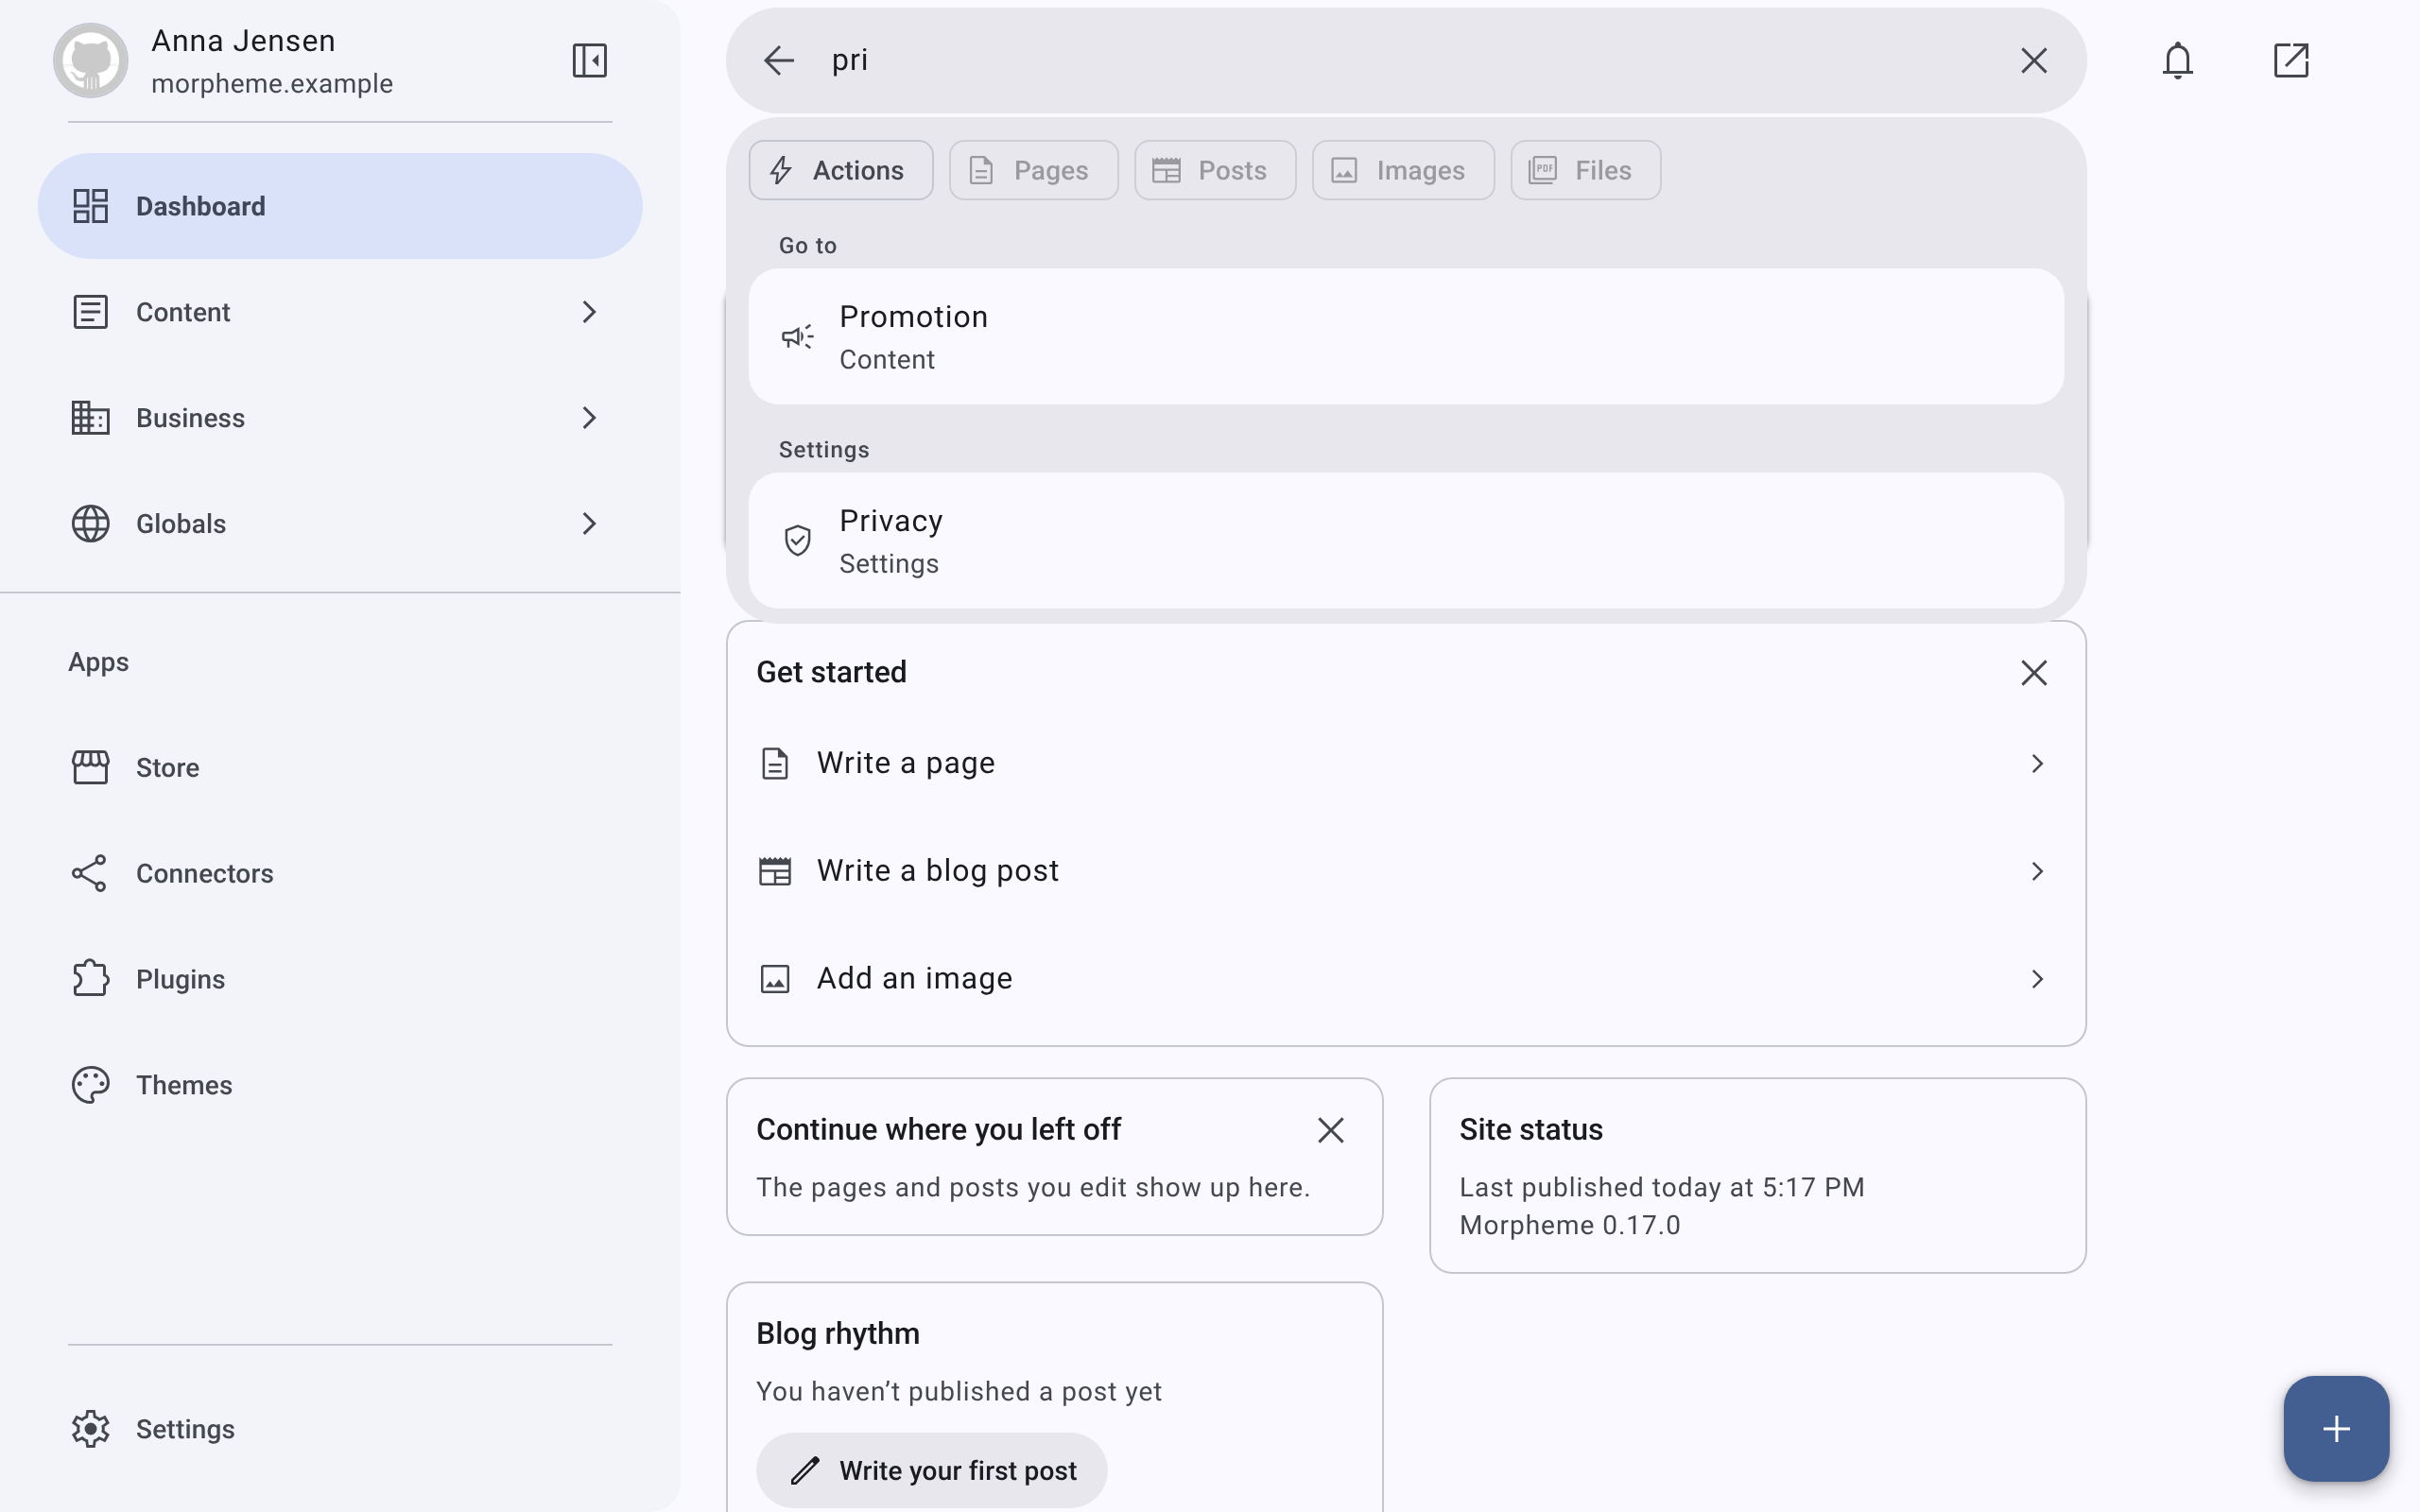 Anna Jensen
morpheme.example
Dashboard
Content
Business
Globals
Apps
Store
Connectors
Plugins
Themes
Settings
pri
Actions
Pages
Posts
Images
PDF
Files
Go to
Promotion
Content
Settings
Privacy
Settings
Get started
Write a page
Write a blog post
Add an image
Continue where you left off
The pages and posts you edit show up here.
Site status
Last published today at 5:17 PM
Morpheme 0.17.0
Blog rhythm
You haven’t published a post yet
Write your first post